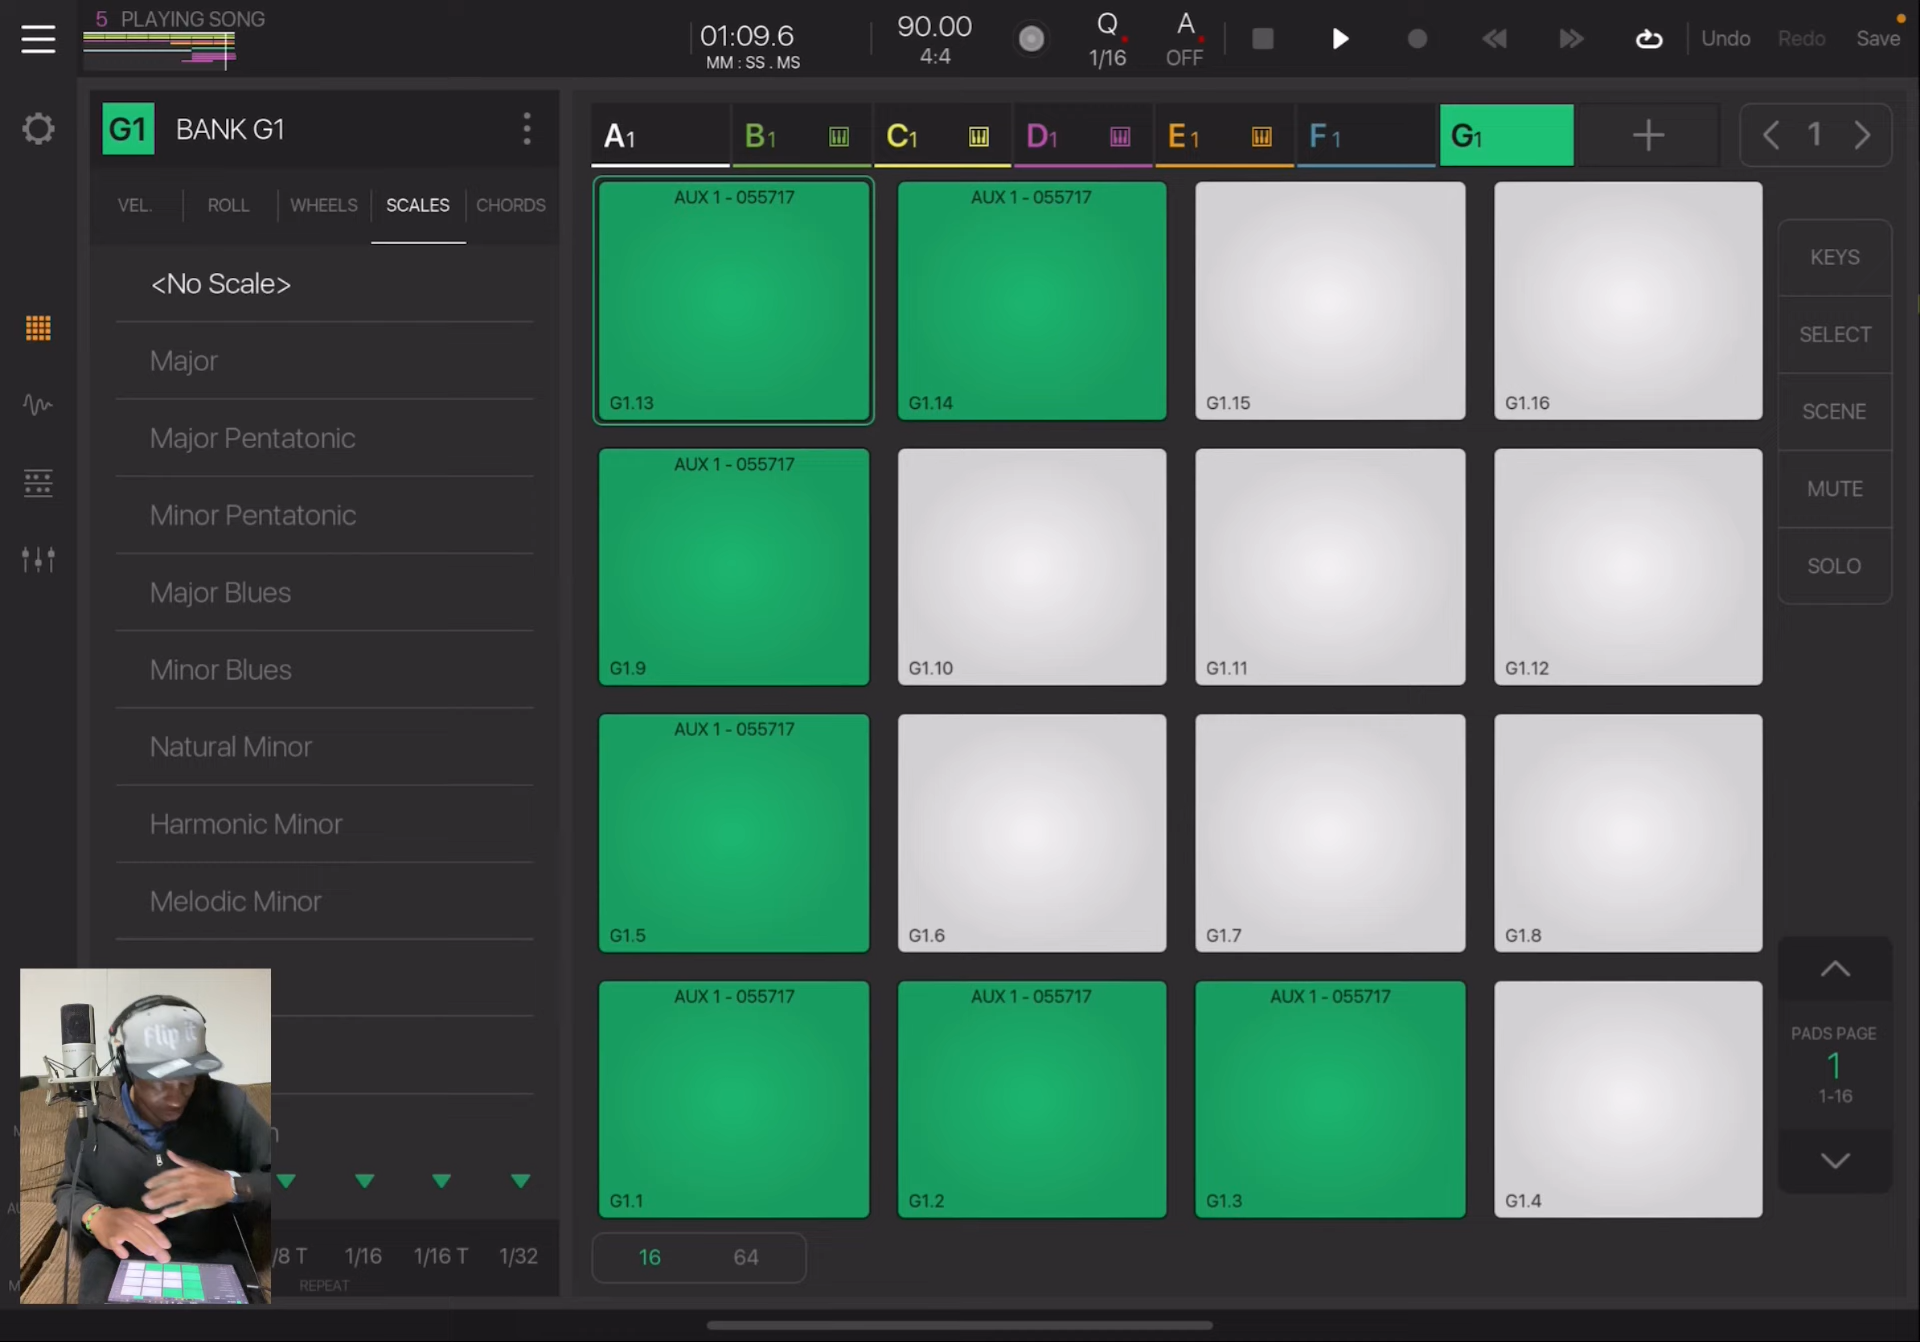 5 PLAYING SONG
01:09.6
MM : SS . MS
90.00
4:4
Q
1/16
A
OFF
Undo
Redo
Save
G1 BANK G1
VEL. ROLL WHEELS SCALES CHORDS
<No Scale>
Major
Major Pentatonic
Minor Pentatonic
Major Blues
Minor Blues
Natural Minor
Harmonic Minor
Melodic Minor
Flip it
/8 T 1/16 1/16 T 1/32
REPEAT
A1 B1 C1 D1 E1 F1 G1 + < 1 >
AUX 1 - 055717 AUX 1 - 055717
G1.13 G1.14 G1.15 G1.16
AUX 1 - 055717
G1.9 G1.10 G1.11 G1.12
AUX 1 - 055717
G1.5 G1.6 G1.7 G1.8
AUX 1 - 055717 AUX 1 - 055717 AUX 1 - 055717
G1.1 G1.2 G1.3 G1.4
16 64
KEYS
SELECT
SCENE
MUTE
SOLO
PADS PAGE
1
1-16